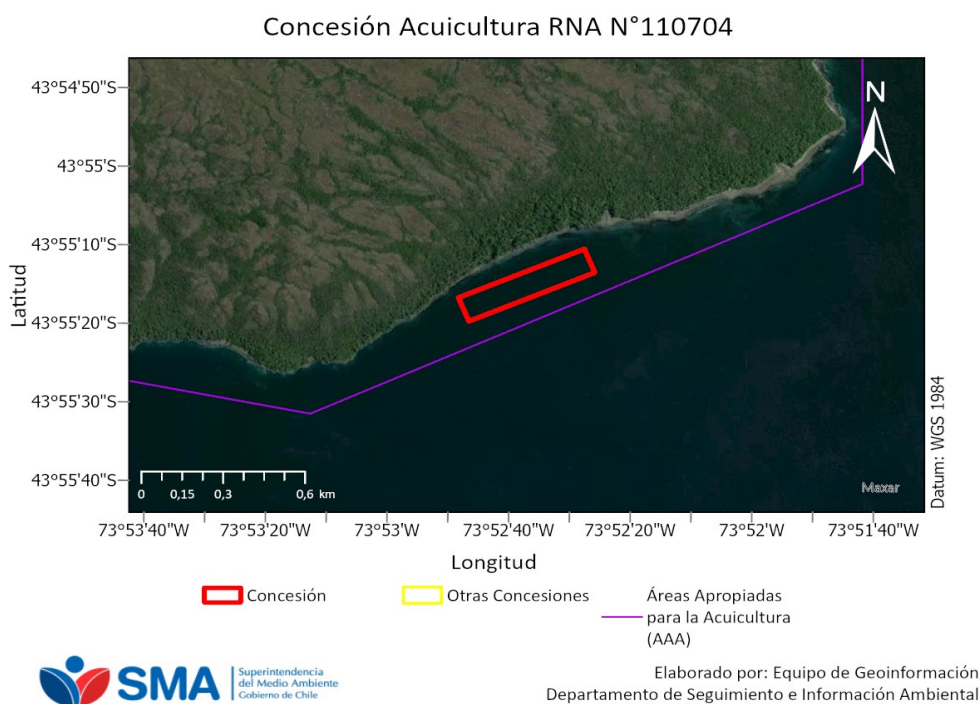 Concesión Acuicultura RNA N°110704
43°54'50"S
43°55'S
43°55'10"S
43°55'20"S
43°55'30"S
43°55'40"S
Latitud
N
Datum: WGS 1984
0 0,15 0,3 0,6 km
Maxar
73°53'40"W 73°53'20"W 73°53'W 73°52'40"W 73°52'20"W 73°52'W 73°51'40"W
Longitud
Concesión
Otras Concesiones
Áreas Apropiadas
para la Acuicultura
(AAA)
SMA
Superintendencia
del Medio Ambiente
Gobierno de Chile
Elaborado por: Equipo de Geoinformación
Departamento de Seguimiento e Información Ambiental